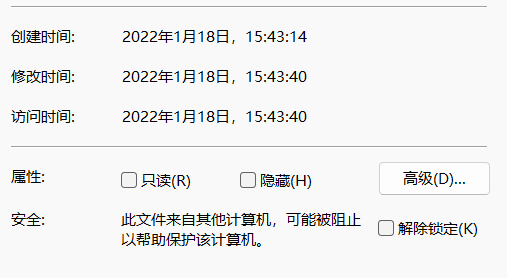 创建时间: 2022年1月18日，15:43:14
修改时间: 2022年1月18日，15:43:40
访问时间: 2022年1月18日，15:43:40
属性: 只读(R) 隐藏(H) 高级(D)...
安全: 此文件来自其他计算机，可能被阻止
以帮助保护该计算机。 解除锁定(K)